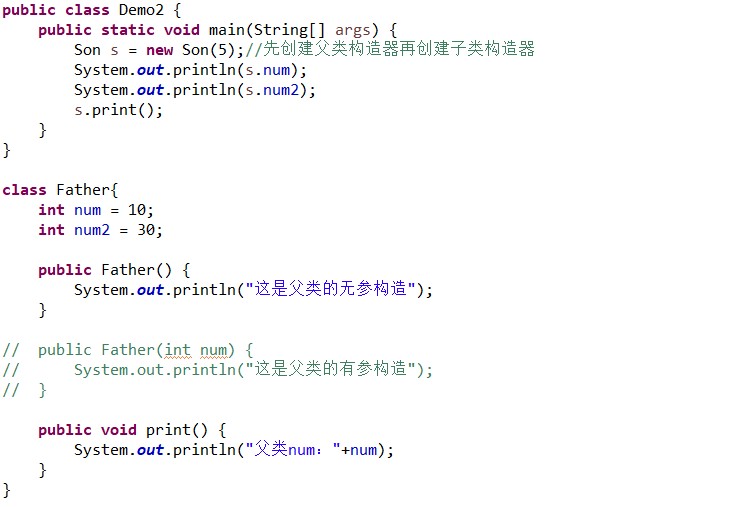 public class Demo2 {
    public static void main(String[] args) {
        Son s = new Son(5);//先创建父类构造器再创建子类构造器
        System.out.println(s.num);
        System.out.println(s.num2);
        s.print();
    }
}

class Father{
    int num = 10;
    int num2 = 30;

    public Father() {
        System.out.println("这是父类的无参构造");
    }

//  public Father(int num) {
//      System.out.println("这是父类的有参构造");
//  }

    public void print() {
        System.out.println("父类num："+num);
    }
}